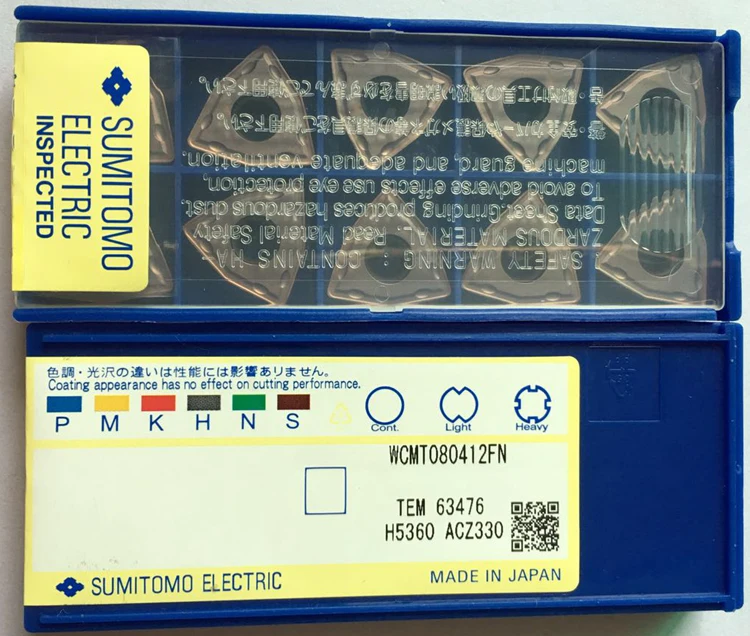 SUMITOMO
ELECTRIC
INSPECTED
⚠ SAFETY WARNING : CONTAINS HA-
ZARDOUS MATERIAL. Read Material Safety
Data Sheet. Grinding produces hazardous dust.
To avoid adverse effects use eye protection,
machine guard, and adequate ventilation.
色調・光沢の違いは性能には影響ありません。
Coating appearance has no effect on cutting performance.
P M K H N S
Cont. Light Heavy
WCMT080412FN
TEM 63476
H5360 ACZ330
SUMITOMO ELECTRIC
MADE IN JAPAN